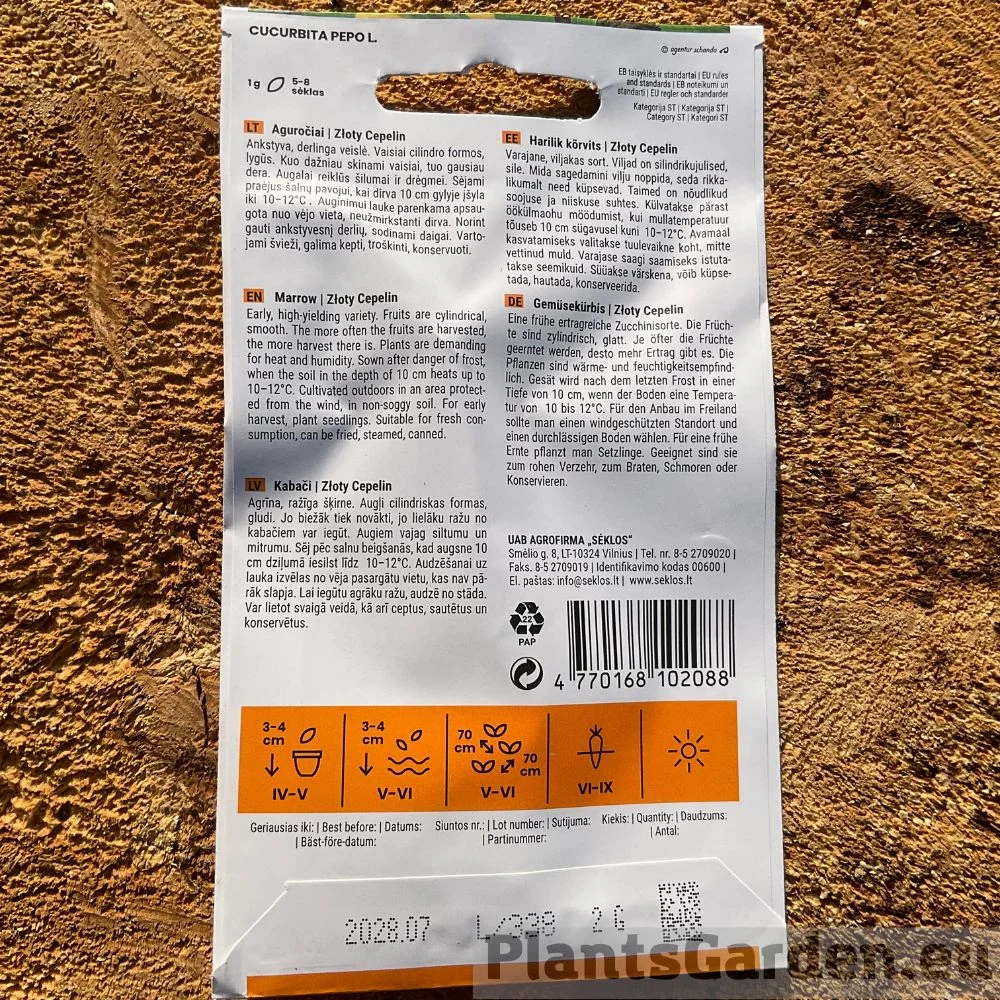 CUCURBITA PEPO L.
© agentur schanda
1g 5-8
sėklas
EB taisyklės ir standartai | EU rules
and standards | EB noteikumi un
standarti | EU regler och standarder
Kategorija ST | Kategorija ST |
Category ST | Kategori ST
LT Aguročiai | Złoty Cepelin
Ankstyva, derlinga veislė. Vaisiai cilindro formos,
lygūs. Kuo dažniau skinami vaisiai, tuo gausiau
dera. Augalai reiklūs šilumai ir drėgmei. Sėjami
praėjus šalnų pavojui, kai dirva 10 cm gylyje įšyla
iki 10–12°C. Auginimui lauke parenkama apsau-
gota nuo vėjo vieta, neužmirkstanti dirva. Norint
gauti ankstyvesnį derlių, sodinami daigai. Varto-
jami švieži, galima kepti, troškinti, konservuoti.
EE Harilik kõrvits | Złoty Cepelin
Varajane, viljakas sort. Viljad on silindrikujulised,
sile. Mida sagedamini vilju noppida, seda rikka-
likumalt need küpsevad. Taimed on nõudlikud
soojuse ja niiskuse suhtes. Külvatakse pärast
öökülmaohu möödumist, kui mullatemperatuur
tõuseb 10 cm sügavusel kuni 10–12°C. Avamaal
kasvatamiseks valitakse tuulevaikne koht, mitte
vettinud muld. Varajase saagi saamiseks istuta-
takse seemikuid. Süüakse värskena, võib küpse-
tada, hautada, konserveerida.
EN Marrow | Złoty Cepelin
Early, high-yielding variety. Fruits are cylindrical,
smooth. The more often the fruits are harvested,
the more harvest there is. Plants are demanding
for heat and humidity. Sown after danger of frost,
when the soil in the depth of 10 cm heats up to
10–12°C. Cultivated outdoors in an area protect-
ed from the wind, in non-soggy soil. For early
harvest, plant seedlings. Suitable for fresh con-
sumption, can be fried, steamed, canned.
DE Gemüsekürbis | Złoty Cepelin
Eine frühe ertragreiche Zucchinisorte. Die Früch-
te sind zylindrisch, glatt. Je öfter die Früchte
geerntet werden, desto mehr Ertrag gibt es. Die
Pflanzen sind wärme- und feuchtigkeitsempfind-
lich. Gesät wird nach dem letzten Frost in einer
Tiefe von 10 cm, wenn der Boden eine Tempera-
tur von 10 bis 12°C. Für den Anbau im Freiland
sollte man einen windgeschützten Standort und
einen durchlässigen Boden wählen. Für eine frühe
Ernte pflanzt man Setzlinge. Geeignet sind sie
zum rohen Verzehr, zum Braten, Schmoren oder
Konservieren.
LV Kabači | Złoty Cepelin
Agrīna, ražīga šķirne. Augļi cilindriskas formas,
gludi. Jo biežāk tiek novākti, jo lielāku ražu no
kabačiem var iegūt. Augiem vajag siltumu un
mitrumu. Sēj pēc salnu beigšanās, kad augsne 10
cm dziļumā iesilst līdz 10–12°C. Audzēšanai uz
lauka izvēlas no vēja pasargātu vietu, kas nav pā-
rāk slapja. Lai iegūtu agrāku ražu, audzē no stāda.
Var lietot svaigā veidā, kā arī ceptus, sautētus un
konservētus.
UAB AGROFIRMA „SĖKLOS“
Smėlio g. 8, LT-10324 Vilnius | Tel. nr. 8-5 2709020 |
Faks. 8-5 2709019 | Identifikavimo kodas 00600 |
El. paštas: info@seklos.lt | www.seklos.lt
22
PAP
4 770168 102088
3-4
cm
IV-V
3-4
cm
V-VI
70
cm
70
cm
V-VI
VI-IX
Geriausias iki: | Best before: | Datums:
| Bäst-före-datum:
Siuntos nr.: | Lot number: | Sutijuma:
| Partinummer:
Kiekis: | Quantity: | Daudzums:
| Antal:
2028.07 2 G
PlantsGarden.eu